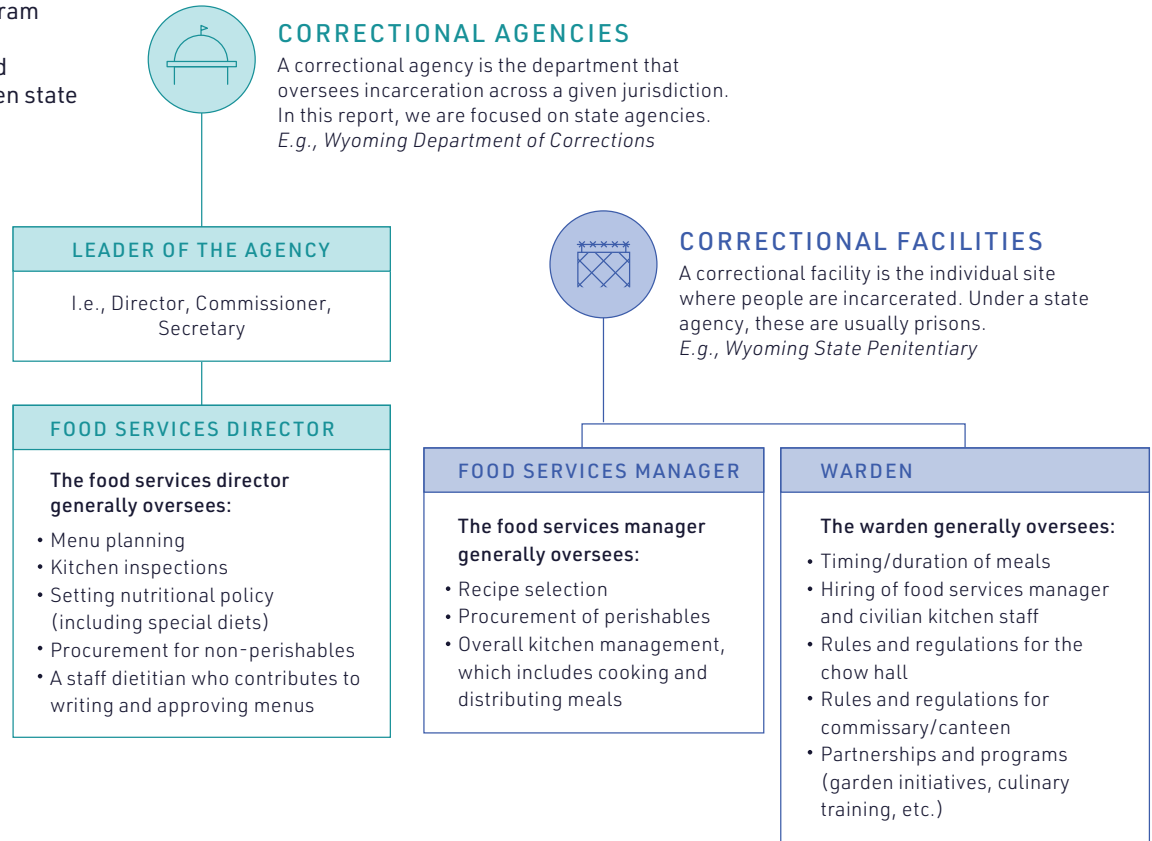 ram
d
en state
CORRECTIONAL AGENCIES
A correctional agency is the department that
oversees incarceration across a given jurisdiction.
In this report, we are focused on state agencies.
E.g., Wyoming Department of Corrections
LEADER OF THE AGENCY
I.e., Director, Commissioner,
Secretary
FOOD SERVICES DIRECTOR
The food services director
generally oversees:
• Menu planning
• Kitchen inspections
• Setting nutritional policy
(including special diets)
• Procurement for non-perishables
• A staff dietitian who contributes to
writing and approving menus
CORRECTIONAL FACILITIES
A correctional facility is the individual site
where people are incarcerated. Under a state
agency, these are usually prisons.
E.g., Wyoming State Penitentiary
FOOD SERVICES MANAGER
The food services manager
generally oversees:
• Recipe selection
• Procurement of perishables
• Overall kitchen management,
which includes cooking and
distributing meals
WARDEN
The warden generally oversees:
• Timing/duration of meals
• Hiring of food services manager
and civilian kitchen staff
• Rules and regulations for the
chow hall
• Rules and regulations for
commissary/canteen
• Partnerships and programs
(garden initiatives, culinary
training, etc.)